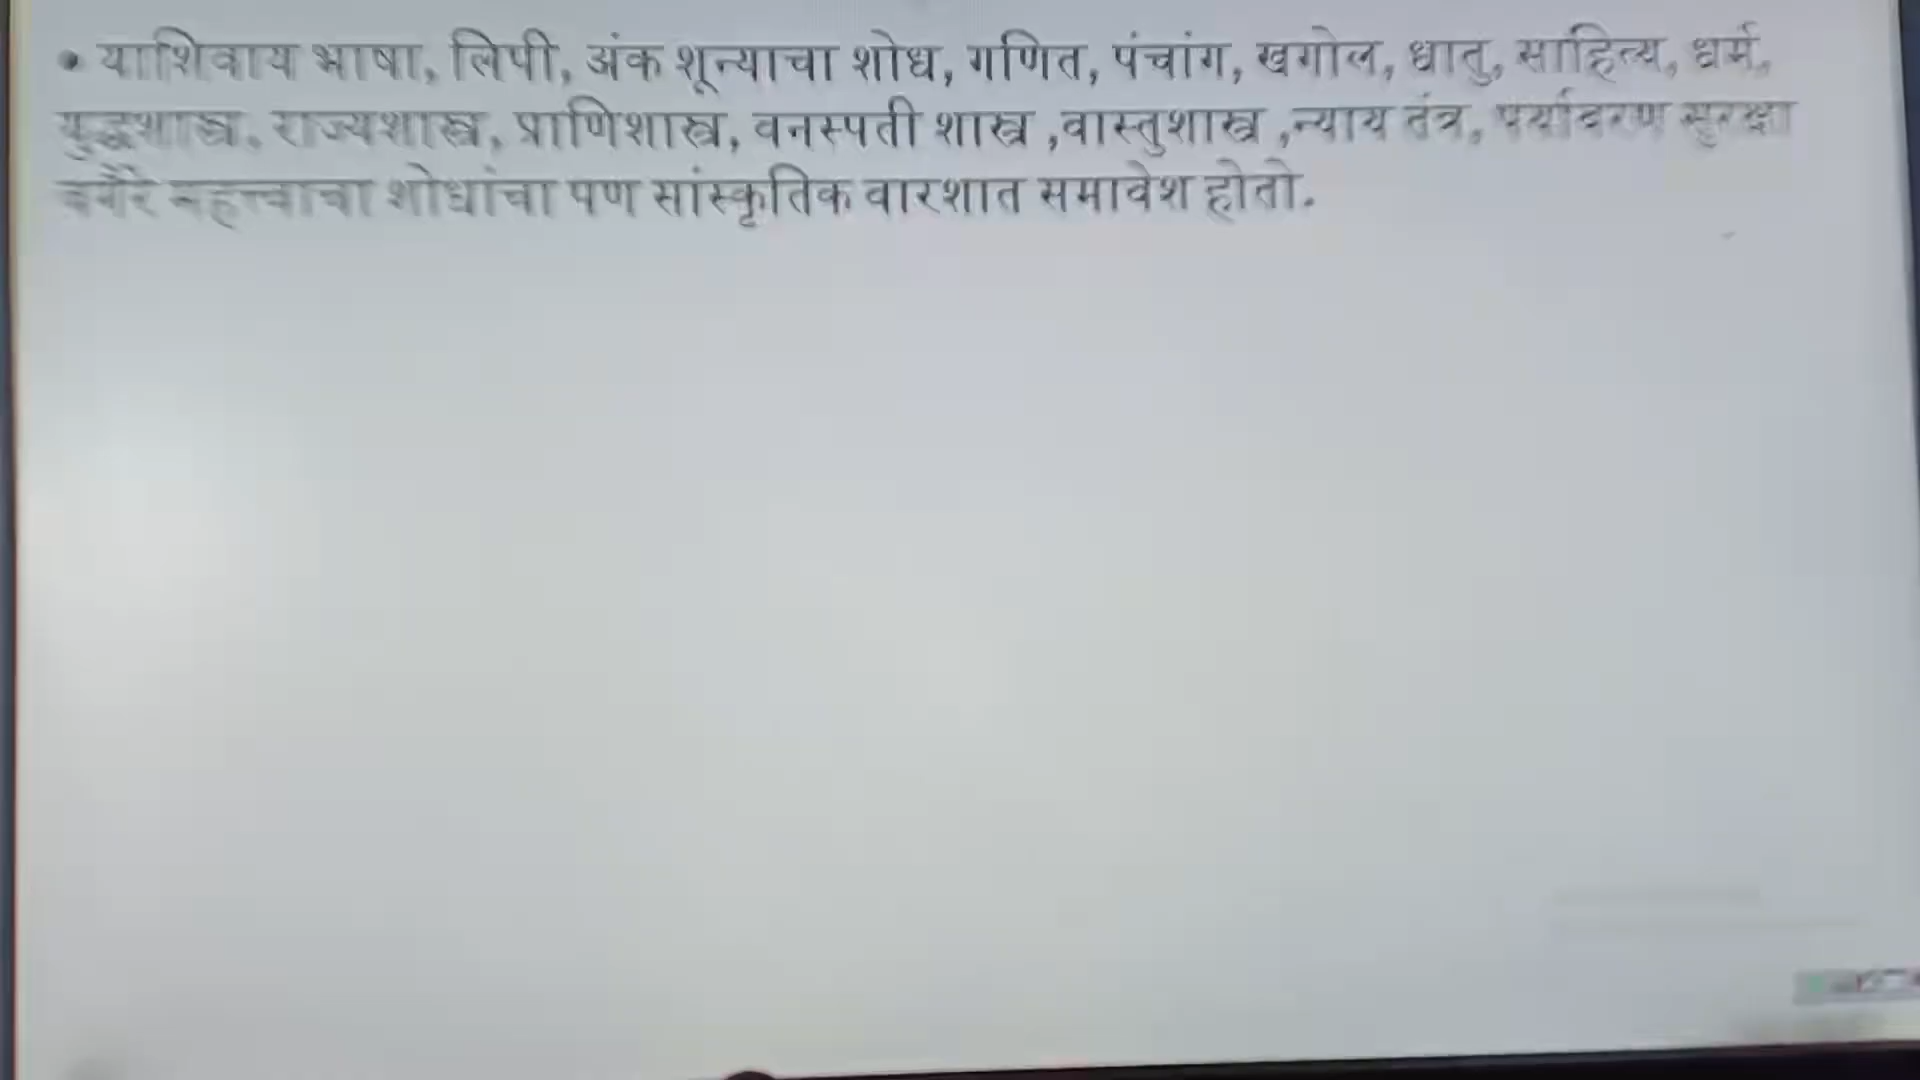 • याशिवाय भाषा, लिपी, अंक शून्याचा शोध, गणित, पंचांग, खगोल, धातु, साहित्य, धर्म,
युद्धशास्त्र, राज्यशास्त्र, प्राणिशास्त्र, वनस्पती शास्त्र ,वास्तुशास्त्र ,न्याय तंत्र, पर्यावरण सुरक्षा
वगैरे महत्त्वाचा शोधांचा पण सांस्कृतिक वारशात समावेश होतो.